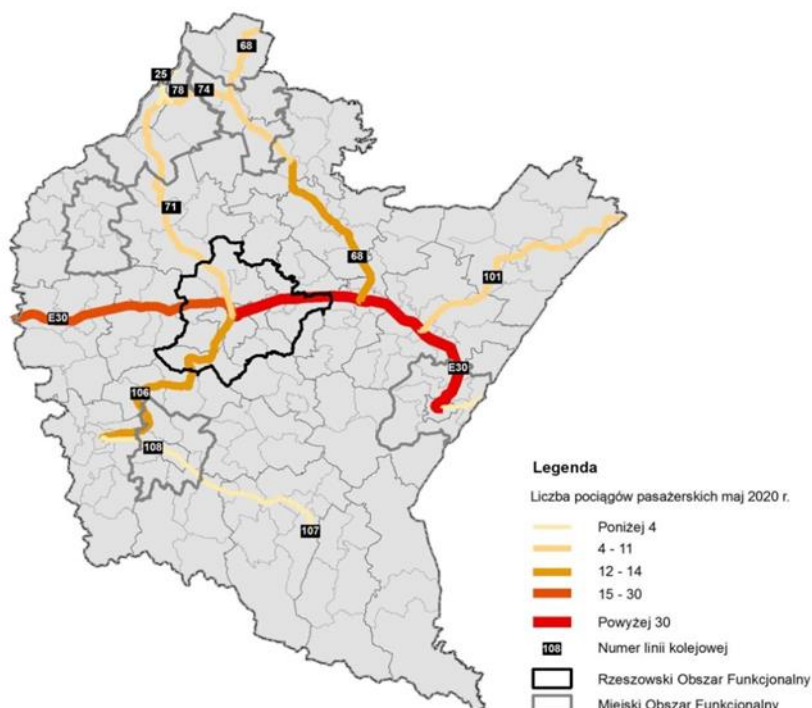 68
25
78
74
71
68
101
E30
E30
106
108
107
Legenda
Liczba pociągów pasażerskich maj 2020 r.
Poniżej 4
4 - 11
12 - 14
15 - 30
Powyżej 30
108 Numer linii kolejowej
Rzeszowski Obszar Funkcjonalny
Miejski Obszar Funkcjonalny